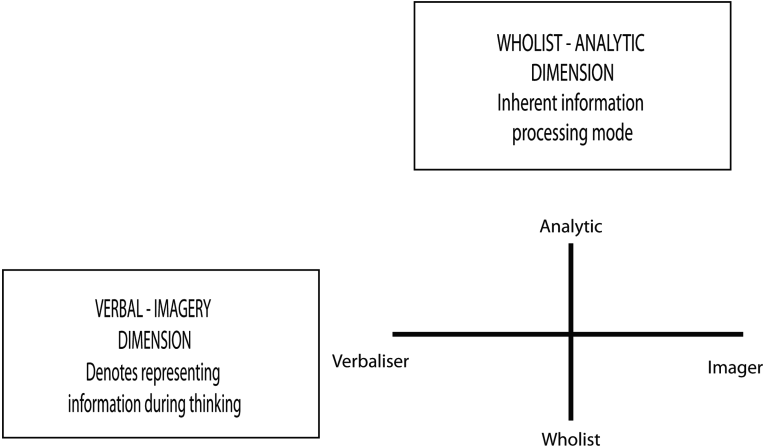 WHOLIST - ANALYTIC
DIMENSION
Inherent information
processing mode
Analytic
VERBAL - IMAGERY
DIMENSION
Denotes representing
information during thinking
Verbaliser
Imager
Wholist